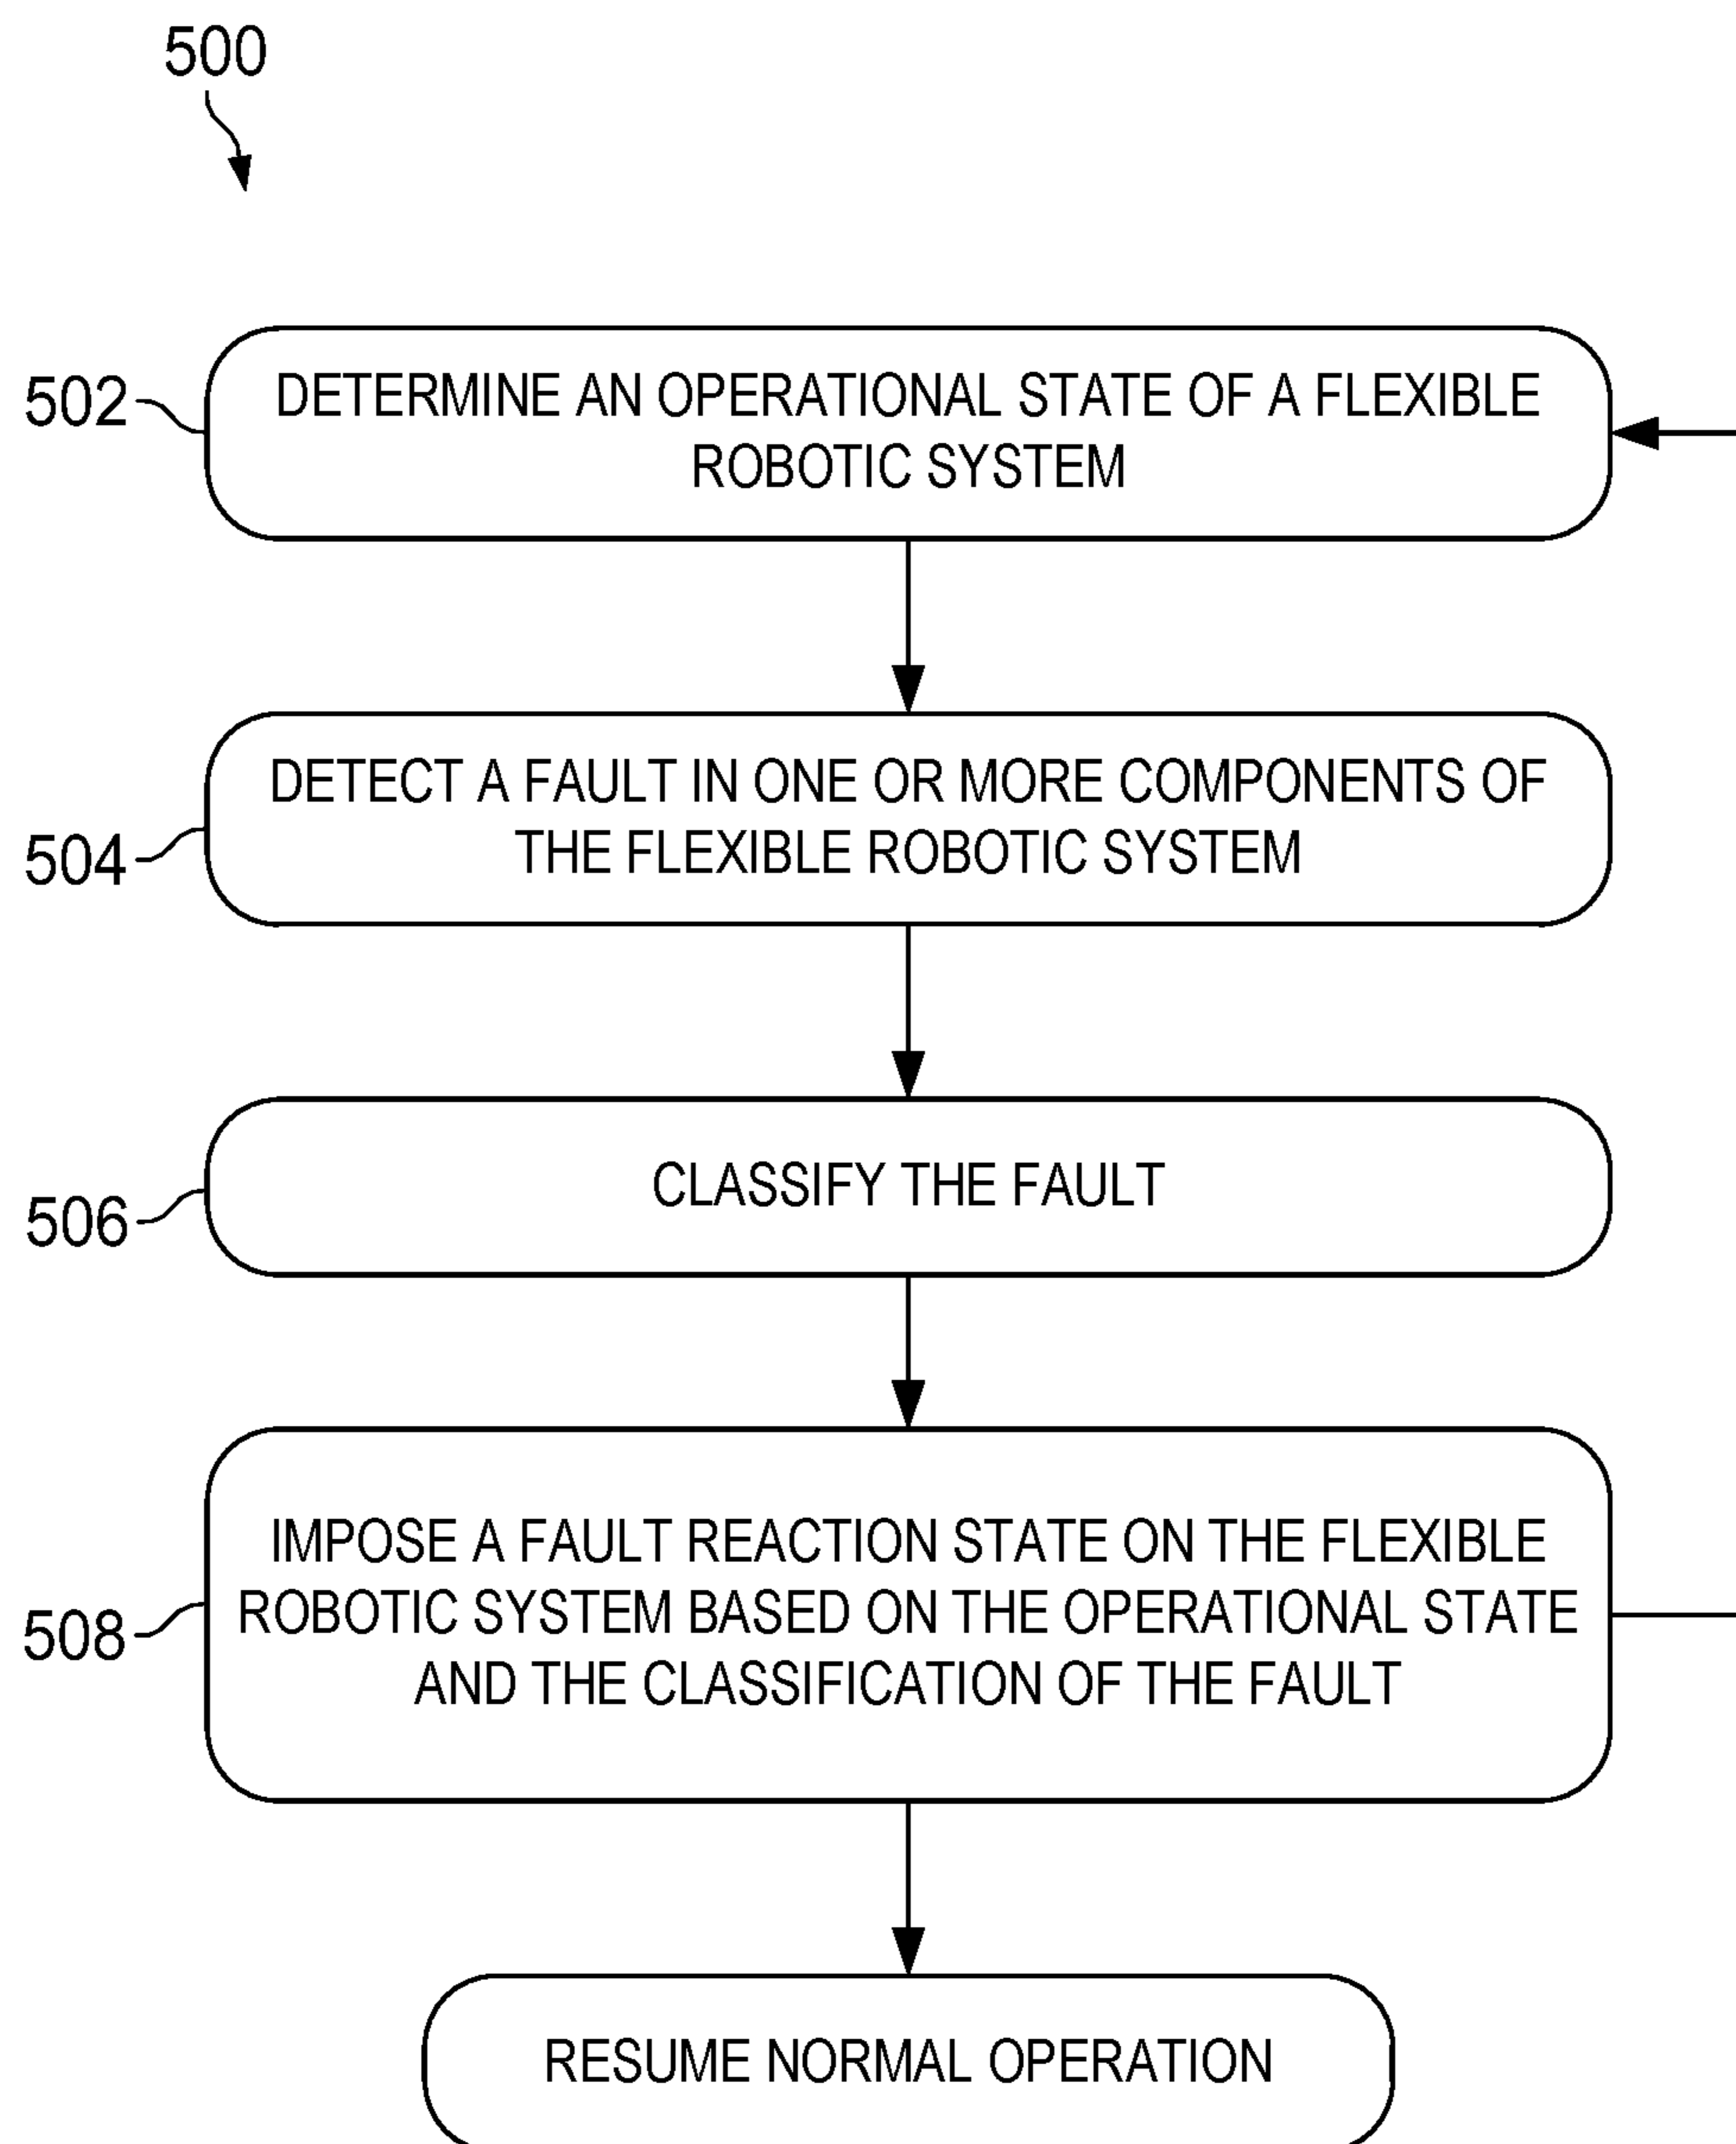 500
502
DETERMINE AN OPERATIONAL STATE OF A FLEXIBLE
ROBOTIC SYSTEM
504
DETECT A FAULT IN ONE OR MORE COMPONENTS OF
THE FLEXIBLE ROBOTIC SYSTEM
506
CLASSIFY THE FAULT
508
IMPOSE A FAULT REACTION STATE ON THE FLEXIBLE
ROBOTIC SYSTEM BASED ON THE OPERATIONAL STATE
AND THE CLASSIFICATION OF THE FAULT
RESUME NORMAL OPERATION